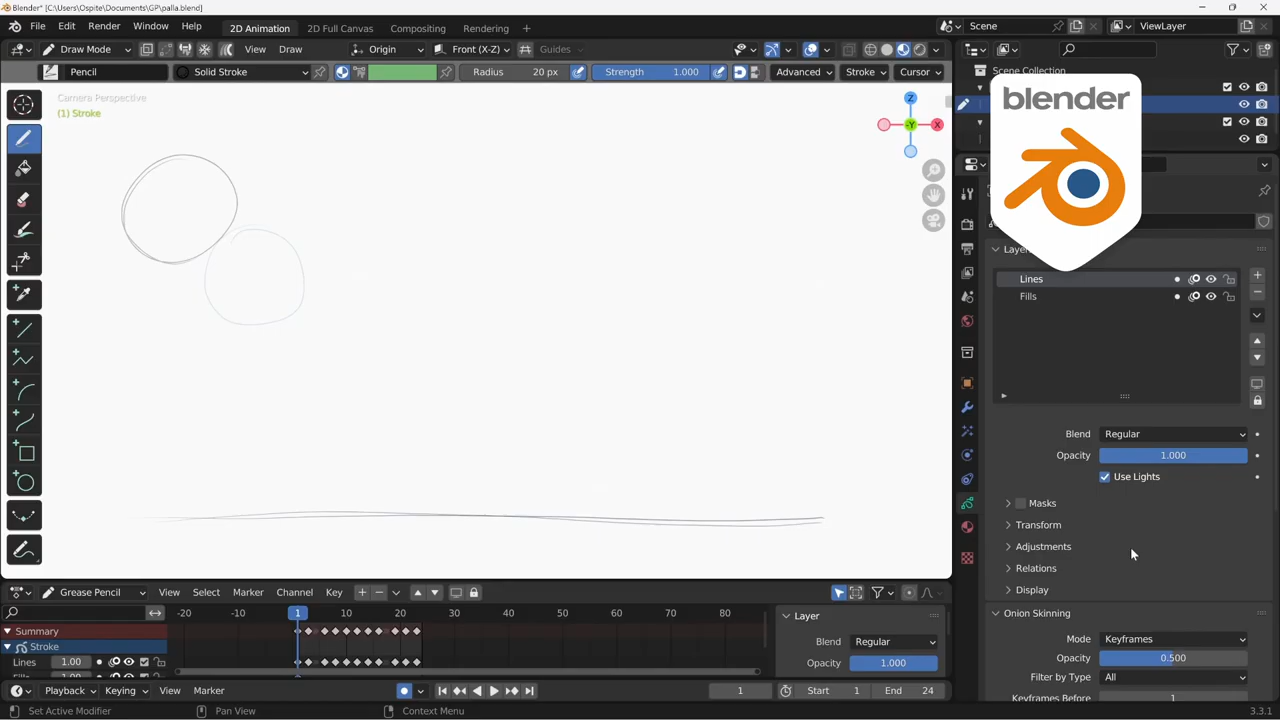 Blender* [C:\Users\Ospite\Documents\GP\palla.blend]
File Edit Render Window Help 2D Animation 2D Full Canvas Compositing Rendering + Scene ViewLayer
Draw Mode View Draw Origin Front (X-Z) Guides
Pencil Solid Stroke Radius 20 px Strength 1.000 Advanced Stroke Cursor
Scene Collection
Camera Perspective
(1) Stroke
Z
-Y X
blender
Lines
Fills
Blend Regular
Opacity 1.000
Use Lights
Masks
Transform
Adjustments
Relations
Display
Onion Skinning
Mode Keyframes
Opacity 0.500
Filter by Type All
Keyframes Before 1
Grease Pencil View Select Marker Channel Key
-20 -10 1 10 20 30 40 50 60 70 80
Summary
Stroke
Lines 1.00
Layer
Blend Regular
Opacity 1.000
Playback Keying View Marker 1 Start 1 End 24
Set Active Modifier Pan View Context Menu 3.3.1